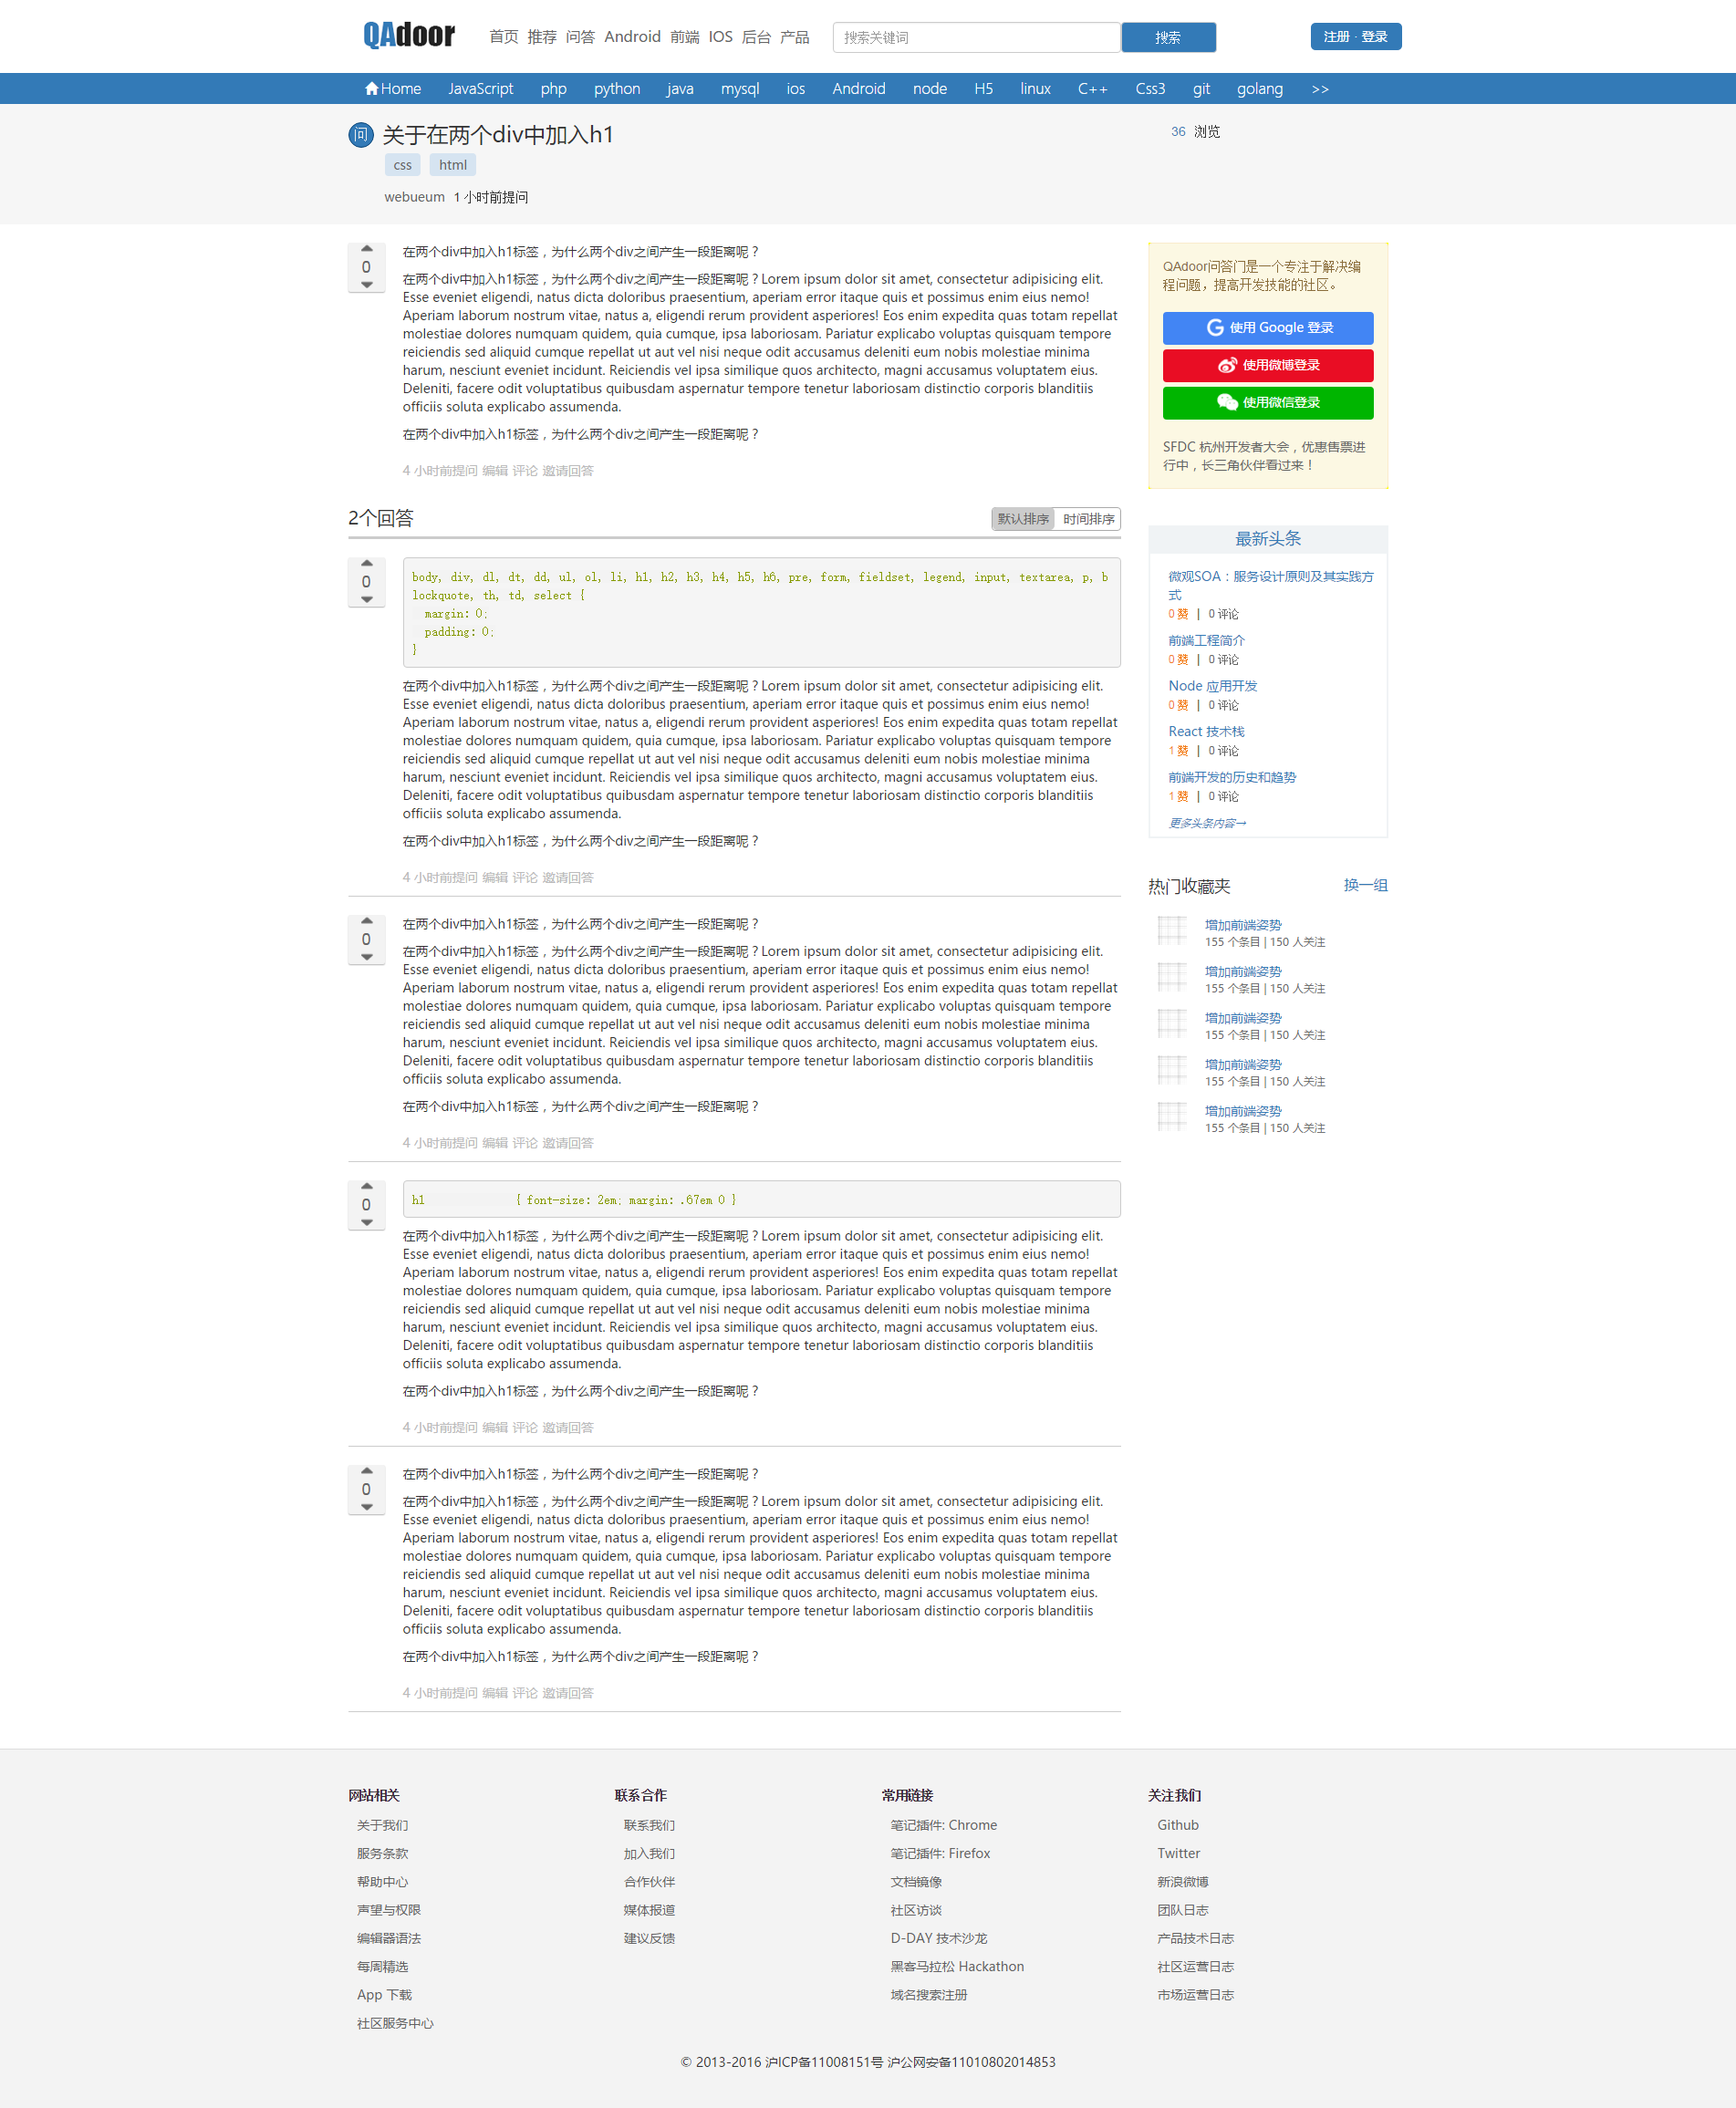 QAdoor 首页 推荐 问答 Android 前端 IOS 后台 产品 搜索关键词 搜索 注册 · 登录
Home JavaScript php python java mysql ios Android node H5 linux C++ Css3 git golang >>
问 关于在两个div中加入h1
36 浏览
css html
webueum 1 小时前提问
0
在两个div中加入h1标签，为什么两个div之间产生一段距离呢？
在两个div中加入h1标签，为什么两个div之间产生一段距离呢？Lorem ipsum dolor sit amet, consectetur adipisicing elit.
Esse eveniet eligendi, natus dicta doloribus praesentium, aperiam error itaque quis et possimus enim eius nemo!
Aperiam laborum nostrum vitae, natus a, eligendi rerum provident asperiores! Eos enim expedita quas totam repellat
molestiae dolores numquam quidem, quia cumque, ipsa laboriosam. Pariatur explicabo voluptas quisquam tempore
reiciendis sed aliquid cumque repellat ut aut vel nisi neque odit accusamus deleniti eum nobis molestiae minima
harum, nesciunt eveniet incidunt. Reiciendis vel ipsa similique quos architecto, magni accusamus voluptatem eius.
Deleniti, facere odit voluptatibus quibusdam aspernatur tempore tenetur laboriosam distinctio corporis blanditiis
officiis soluta explicabo assumenda.
在两个div中加入h1标签，为什么两个div之间产生一段距离呢？
4 小时前提问 编辑 评论 邀请回答
2个回答
默认排序 时间排序
0
body, div, dl, dt, dd, ul, ol, li, h1, h2, h3, h4, h5, h6, pre, form, fieldset, legend, input, textarea, p, b
lockquote, th, td, select {
margin: 0;
padding: 0;
}
在两个div中加入h1标签，为什么两个div之间产生一段距离呢？Lorem ipsum dolor sit amet, consectetur adipisicing elit.
Esse eveniet eligendi, natus dicta doloribus praesentium, aperiam error itaque quis et possimus enim eius nemo!
Aperiam laborum nostrum vitae, natus a, eligendi rerum provident asperiores! Eos enim expedita quas totam repellat
molestiae dolores numquam quidem, quia cumque, ipsa laboriosam. Pariatur explicabo voluptas quisquam tempore
reiciendis sed aliquid cumque repellat ut aut vel nisi neque odit accusamus deleniti eum nobis molestiae minima
harum, nesciunt eveniet incidunt. Reiciendis vel ipsa similique quos architecto, magni accusamus voluptatem eius.
Deleniti, facere odit voluptatibus quibusdam aspernatur tempore tenetur laboriosam distinctio corporis blanditiis
officiis soluta explicabo assumenda.
在两个div中加入h1标签，为什么两个div之间产生一段距离呢？
4 小时前提问 编辑 评论 邀请回答
0
在两个div中加入h1标签，为什么两个div之间产生一段距离呢？
在两个div中加入h1标签，为什么两个div之间产生一段距离呢？Lorem ipsum dolor sit amet, consectetur adipisicing elit.
Esse eveniet eligendi, natus dicta doloribus praesentium, aperiam error itaque quis et possimus enim eius nemo!
Aperiam laborum nostrum vitae, natus a, eligendi rerum provident asperiores! Eos enim expedita quas totam repellat
molestiae dolores numquam quidem, quia cumque, ipsa laboriosam. Pariatur explicabo voluptas quisquam tempore
reiciendis sed aliquid cumque repellat ut aut vel nisi neque odit accusamus deleniti eum nobis molestiae minima
harum, nesciunt eveniet incidunt. Reiciendis vel ipsa similique quos architecto, magni accusamus voluptatem eius.
Deleniti, facere odit voluptatibus quibusdam aspernatur tempore tenetur laboriosam distinctio corporis blanditiis
officiis soluta explicabo assumenda.
在两个div中加入h1标签，为什么两个div之间产生一段距离呢？
4 小时前提问 编辑 评论 邀请回答
0
h1 { font-size: 2em; margin: .67em 0 }
在两个div中加入h1标签，为什么两个div之间产生一段距离呢？Lorem ipsum dolor sit amet, consectetur adipisicing elit.
Esse eveniet eligendi, natus dicta doloribus praesentium, aperiam error itaque quis et possimus enim eius nemo!
Aperiam laborum nostrum vitae, natus a, eligendi rerum provident asperiores! Eos enim expedita quas totam repellat
molestiae dolores numquam quidem, quia cumque, ipsa laboriosam. Pariatur explicabo voluptas quisquam tempore
reiciendis sed aliquid cumque repellat ut aut vel nisi neque odit accusamus deleniti eum nobis molestiae minima
harum, nesciunt eveniet incidunt. Reiciendis vel ipsa similique quos architecto, magni accusamus voluptatem eius.
Deleniti, facere odit voluptatibus quibusdam aspernatur tempore tenetur laboriosam distinctio corporis blanditiis
officiis soluta explicabo assumenda.
在两个div中加入h1标签，为什么两个div之间产生一段距离呢？
4 小时前提问 编辑 评论 邀请回答
0
在两个div中加入h1标签，为什么两个div之间产生一段距离呢？
在两个div中加入h1标签，为什么两个div之间产生一段距离呢？Lorem ipsum dolor sit amet, consectetur adipisicing elit.
Esse eveniet eligendi, natus dicta doloribus praesentium, aperiam error itaque quis et possimus enim eius nemo!
Aperiam laborum nostrum vitae, natus a, eligendi rerum provident asperiores! Eos enim expedita quas totam repellat
molestiae dolores numquam quidem, quia cumque, ipsa laboriosam. Pariatur explicabo voluptas quisquam tempore
reiciendis sed aliquid cumque repellat ut aut vel nisi neque odit accusamus deleniti eum nobis molestiae minima
harum, nesciunt eveniet incidunt. Reiciendis vel ipsa similique quos architecto, magni accusamus voluptatem eius.
Deleniti, facere odit voluptatibus quibusdam aspernatur tempore tenetur laboriosam distinctio corporis blanditiis
officiis soluta explicabo assumenda.
在两个div中加入h1标签，为什么两个div之间产生一段距离呢？
4 小时前提问 编辑 评论 邀请回答
QAdoor问答门是一个专注于解决编
程问题，提高开发技能的社区。
使用 Google 登录
使用微博登录
使用微信登录
SFDC 杭州开发者大会，优惠售票进
行中，长三角伙伴看过来！
最新头条
微观SOA：服务设计原则及其实践方
式
0 赞 | 0 评论
前端工程简介
0 赞 | 0 评论
Node 应用开发
0 赞 | 0 评论
React 技术栈
1 赞 | 0 评论
前端开发的历史和趋势
1 赞 | 0 评论
更多头条内容→
热门收藏夹 换一组
增加前端姿势
155 个条目 | 150 人关注
增加前端姿势
155 个条目 | 150 人关注
增加前端姿势
155 个条目 | 150 人关注
增加前端姿势
155 个条目 | 150 人关注
增加前端姿势
155 个条目 | 150 人关注
网站相关
关于我们
服务条款
帮助中心
声望与权限
编辑器语法
每周精选
App 下载
社区服务中心
联系合作
联系我们
加入我们
合作伙伴
媒体报道
建议反馈
常用链接
笔记插件: Chrome
笔记插件: Firefox
文档镜像
社区访谈
D-DAY 技术沙龙
黑客马拉松 Hackathon
域名搜索注册
关注我们
Github
Twitter
新浪微博
团队日志
产品技术日志
社区运营日志
市场运营日志
© 2013-2016 沪ICP备11008151号 沪公网安备11010802014853